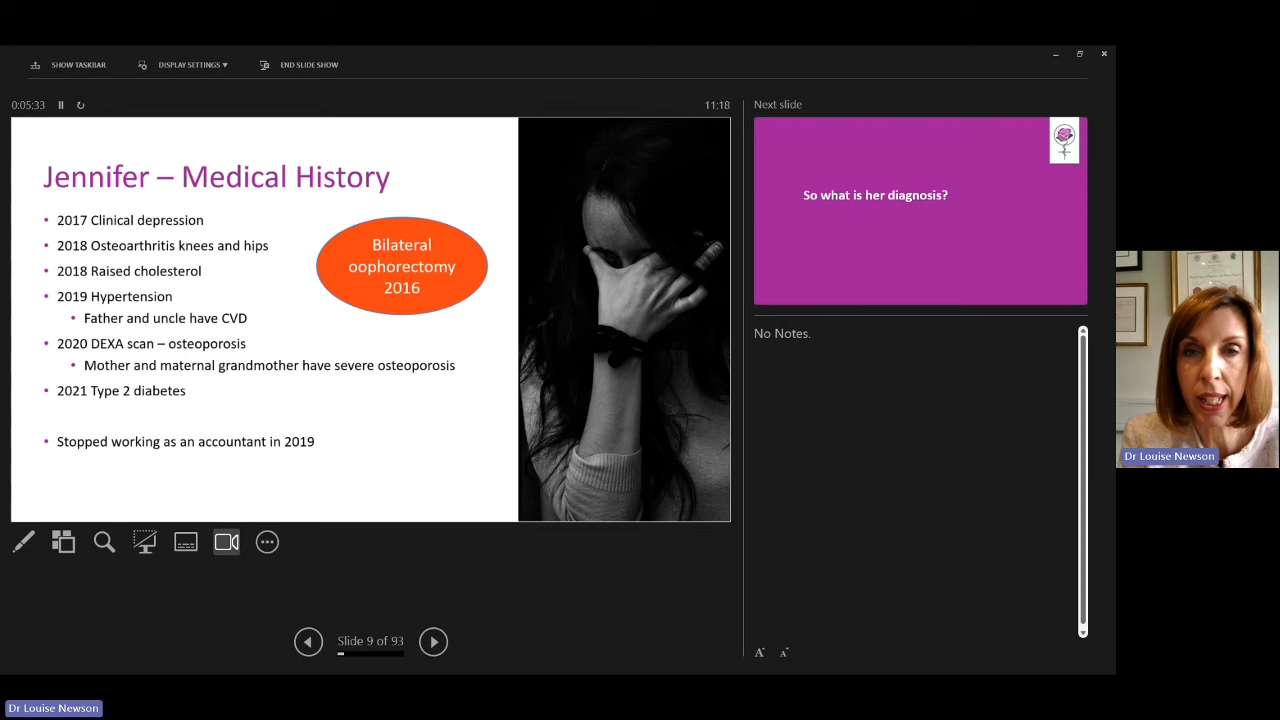 SHOW TASKBAR
DISPLAY SETTINGS
END SLIDE SHOW
0:05:33
11:18
Jennifer – Medical History
2017 Clinical depression
2018 Osteoarthritis knees and hips
2018 Raised cholesterol
2019 Hypertension
Father and uncle have CVD
2020 DEXA scan – osteoporosis
Mother and maternal grandmother have severe osteoporosis
2021 Type 2 diabetes
Stopped working as an accountant in 2019
Bilateral
oophorectomy
2016
Slide 9 of 93
Next slide
So what is her diagnosis?
No Notes.
A
A
Dr Louise Newson
Dr Louise Newson